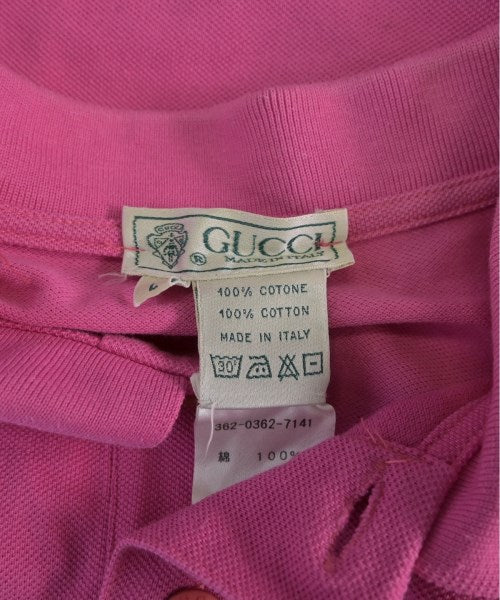 GUCCI
®
MADE IN ITALY
100% COTONE
100% COTTON
MADE IN ITALY
30°
362-0362-7141
綿 100%